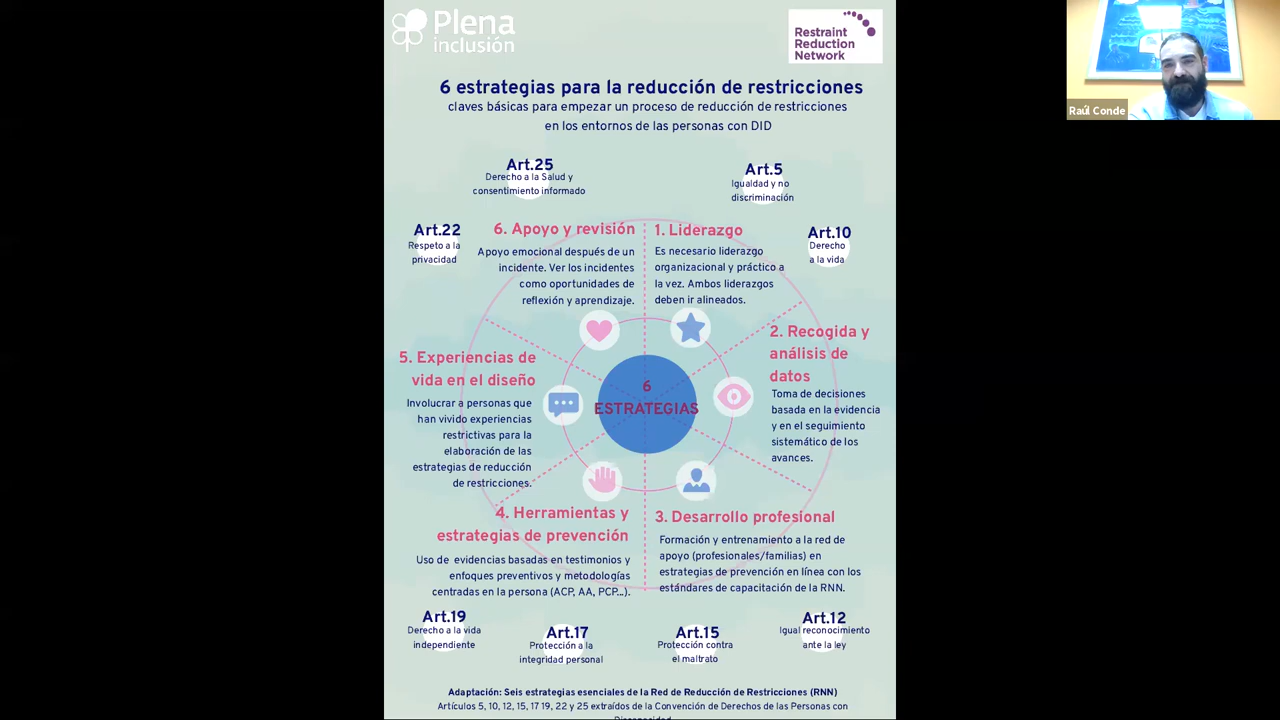 Plena
inclusión
Restraint
Reduction
Network
Raúl Conde
6 estrategias para la reducción de restricciones
claves básicas para empezar un proceso de reducción de restricciones
en los entornos de las personas con DID
Art.25
Derecho a la Salud y
consentimiento informado
Art.5
Igualdad y no
discriminación
Art.22
Respeto a la
privacidad
Art.10
Derecho
a la vida
6. Apoyo y revisión
Apoyo emocional después de un
incidente. Ver los incidentes
como oportunidades de
reflexión y aprendizaje.
1. Liderazgo
Es necesario liderazgo
organizacional y práctico a
la vez. Ambos liderazgos
deben ir alineados.
2. Recogida y
análisis de
datos
Toma de decisiones
basada en la evidencia
y en el seguimiento
sistemático de los
avances.
5. Experiencias de
vida en el diseño
Involucrar a personas que
han vivido experiencias
restrictivas para la
elaboración de las
estrategias de reducción
de restricciones.
6
ESTRATEGIAS
4. Herramientas y
estrategias de prevención
Uso de evidencias basadas en testimonios y
enfoques preventivos y metodologías
centradas en la persona (ACP, AA, PCP...).
3. Desarrollo profesional
Formación y entrenamiento a la red de
apoyo (profesionales/familias) en
estrategias de prevención en línea con los
estándares de capacitación de la RNN.
Art.19
Derecho a la vida
independiente
Art.17
Protección a la
integridad personal
Art.15
Protección contra
el maltrato
Art.12
Igual reconocimiento
ante la ley
Adaptación: Seis estrategias esenciales de la Red de Reducción de Restricciones (RNN)
Artículos 5, 10, 12, 15, 17 19, 22 y 25 extraídos de la Convención de Derechos de las Personas con